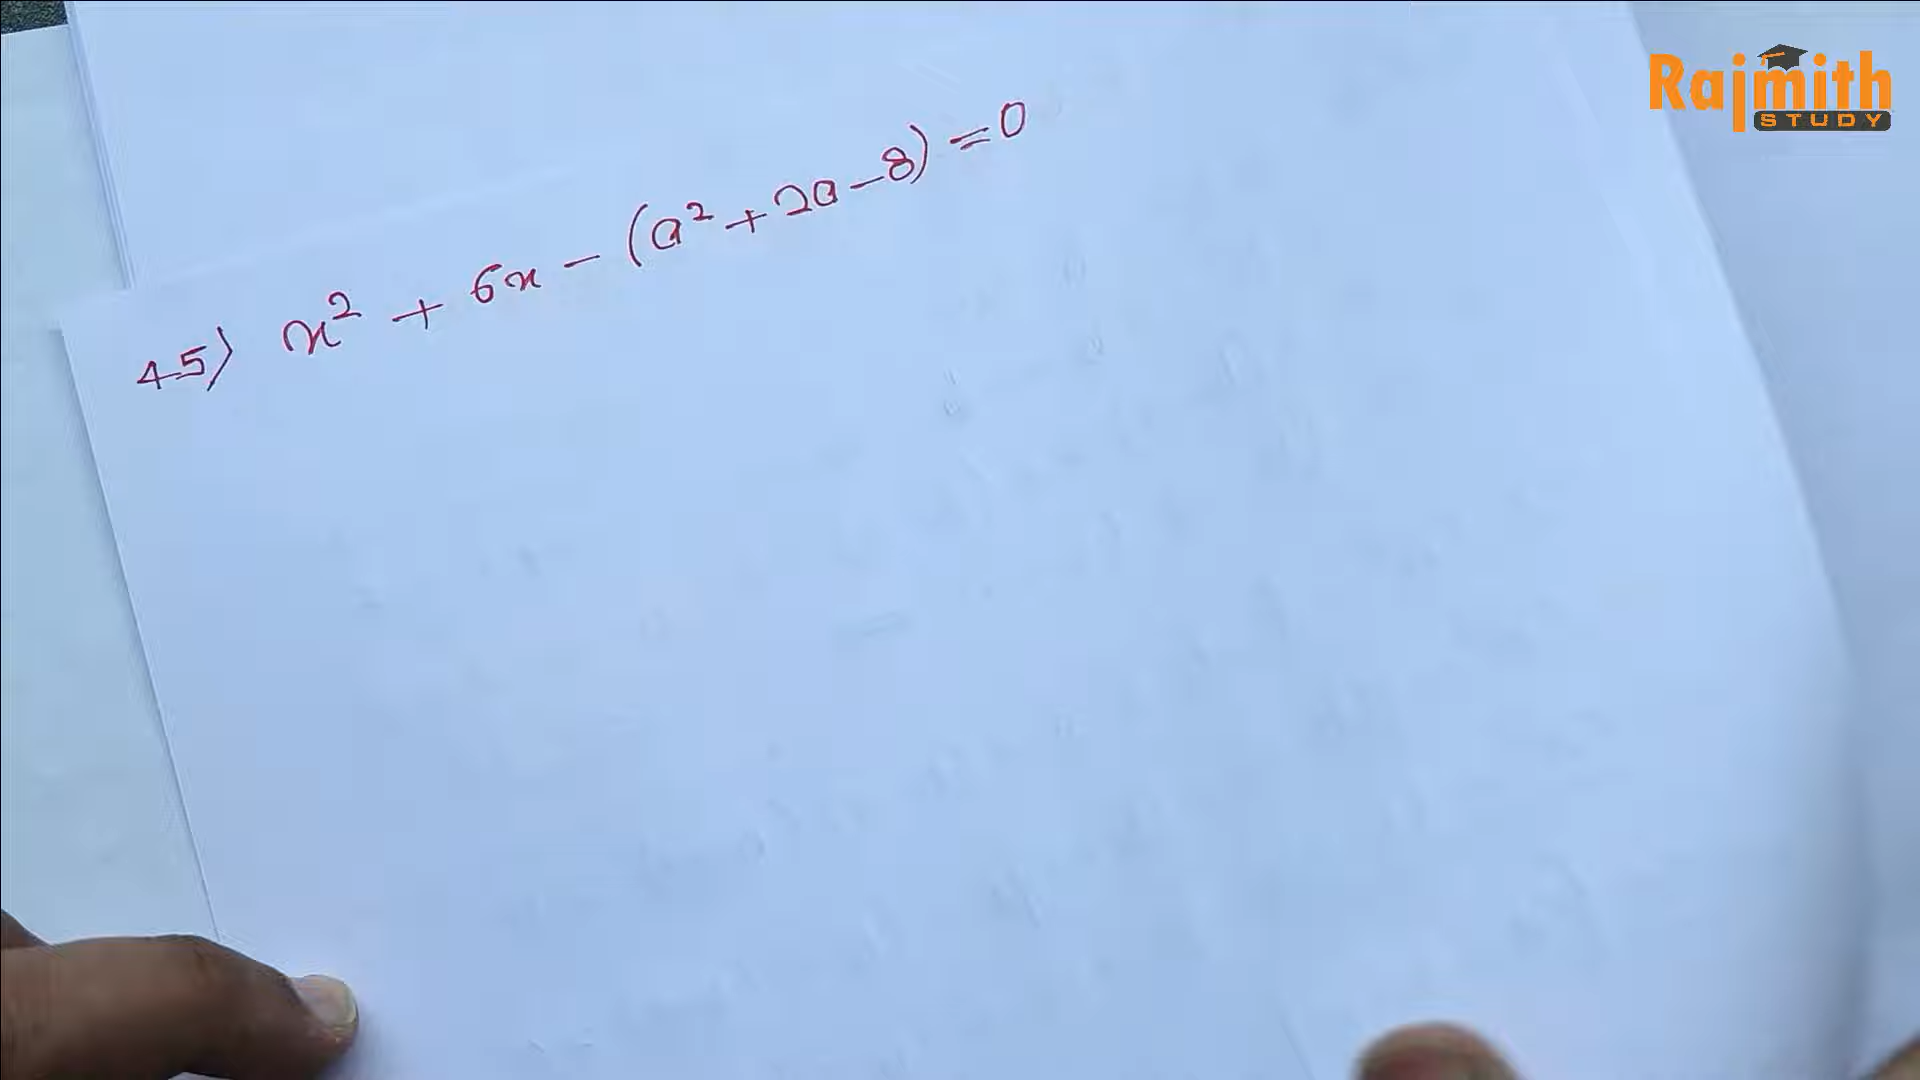 Rajmith
STUDY
45) x² + 6x - (a² + 2a - 8) = 0